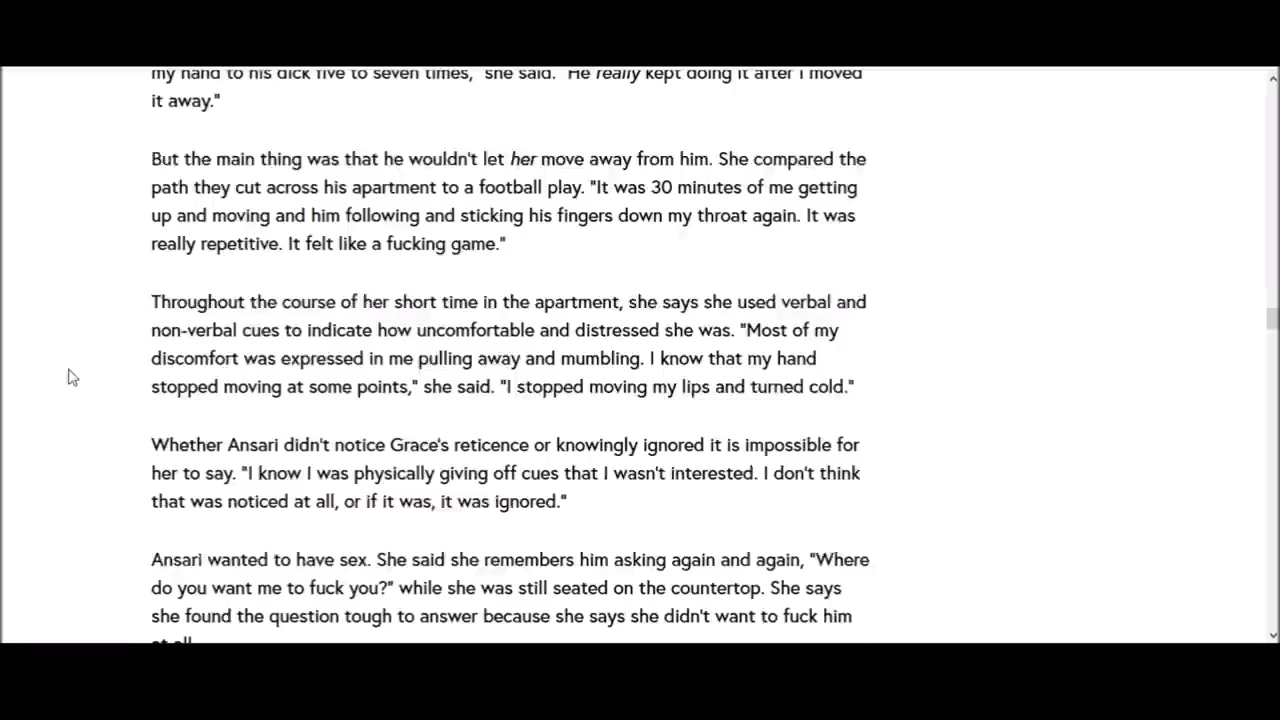 my hand to his dick five to seven times," she said. "He really kept doing it after I moved
it away."
But the main thing was that he wouldn't let her move away from him. She compared the
path they cut across his apartment to a football play. "It was 30 minutes of me getting
up and moving and him following and sticking his fingers down my throat again. It was
really repetitive. It felt like a fucking game."
Throughout the course of her short time in the apartment, she says she used verbal and
non-verbal cues to indicate how uncomfortable and distressed she was. "Most of my
discomfort was expressed in me pulling away and mumbling. I know that my hand
stopped moving at some points," she said. "I stopped moving my lips and turned cold."
Whether Ansari didn't notice Grace's reticence or knowingly ignored it is impossible for
her to say. "I know I was physically giving off cues that I wasn't interested. I don't think
that was noticed at all, or if it was, it was ignored."
Ansari wanted to have sex. She said she remembers him asking again and again, "Where
do you want me to fuck you?" while she was still seated on the countertop. She says
she found the question tough to answer because she says she didn't want to fuck him
at all